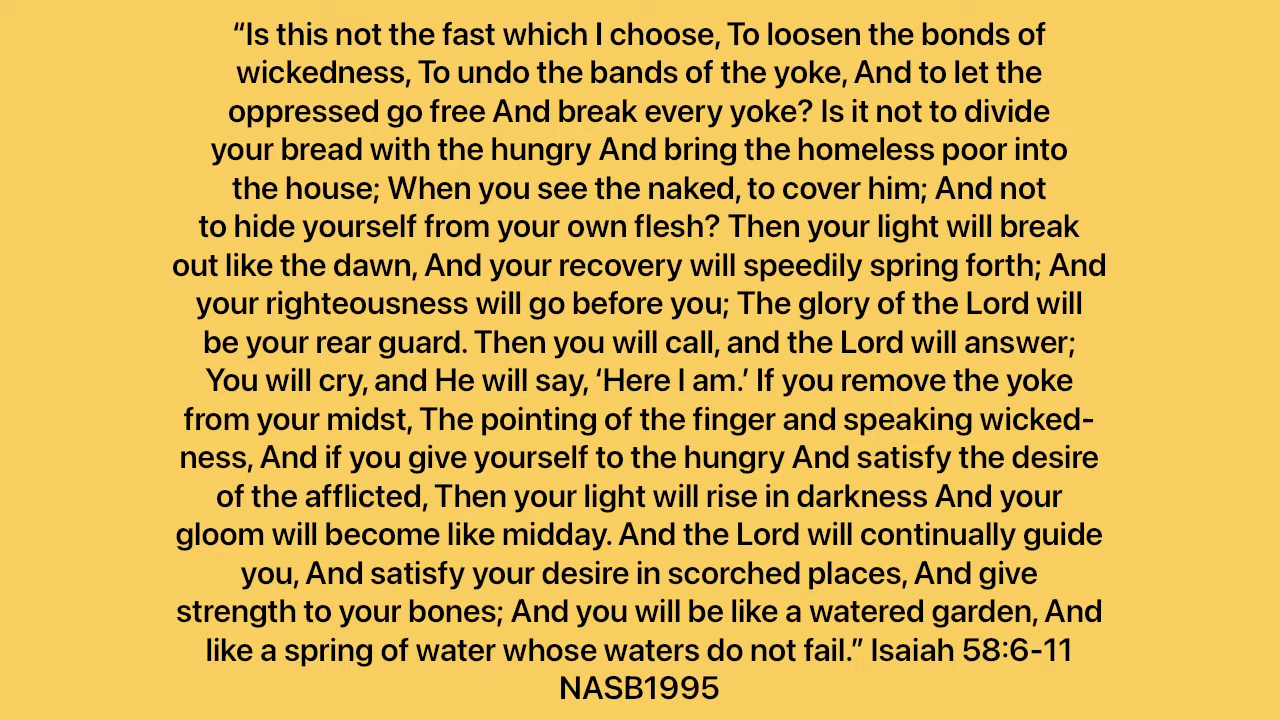 “Is this not the fast which I choose, To loosen the bonds of
wickedness, To undo the bands of the yoke, And to let the
oppressed go free And break every yoke? Is it not to divide
your bread with the hungry And bring the homeless poor into
the house; When you see the naked, to cover him; And not
to hide yourself from your own flesh? Then your light will break
out like the dawn, And your recovery will speedily spring forth; And
your righteousness will go before you; The glory of the Lord will
be your rear guard. Then you will call, and the Lord will answer;
You will cry, and He will say, ‘Here I am.’ If you remove the yoke
from your midst, The pointing of the finger and speaking wicked-
ness, And if you give yourself to the hungry And satisfy the desire
of the afflicted, Then your light will rise in darkness And your
gloom will become like midday. And the Lord will continually guide
you, And satisfy your desire in scorched places, And give
strength to your bones; And you will be like a watered garden, And
like a spring of water whose waters do not fail.” Isaiah 58:6-11
NASB1995